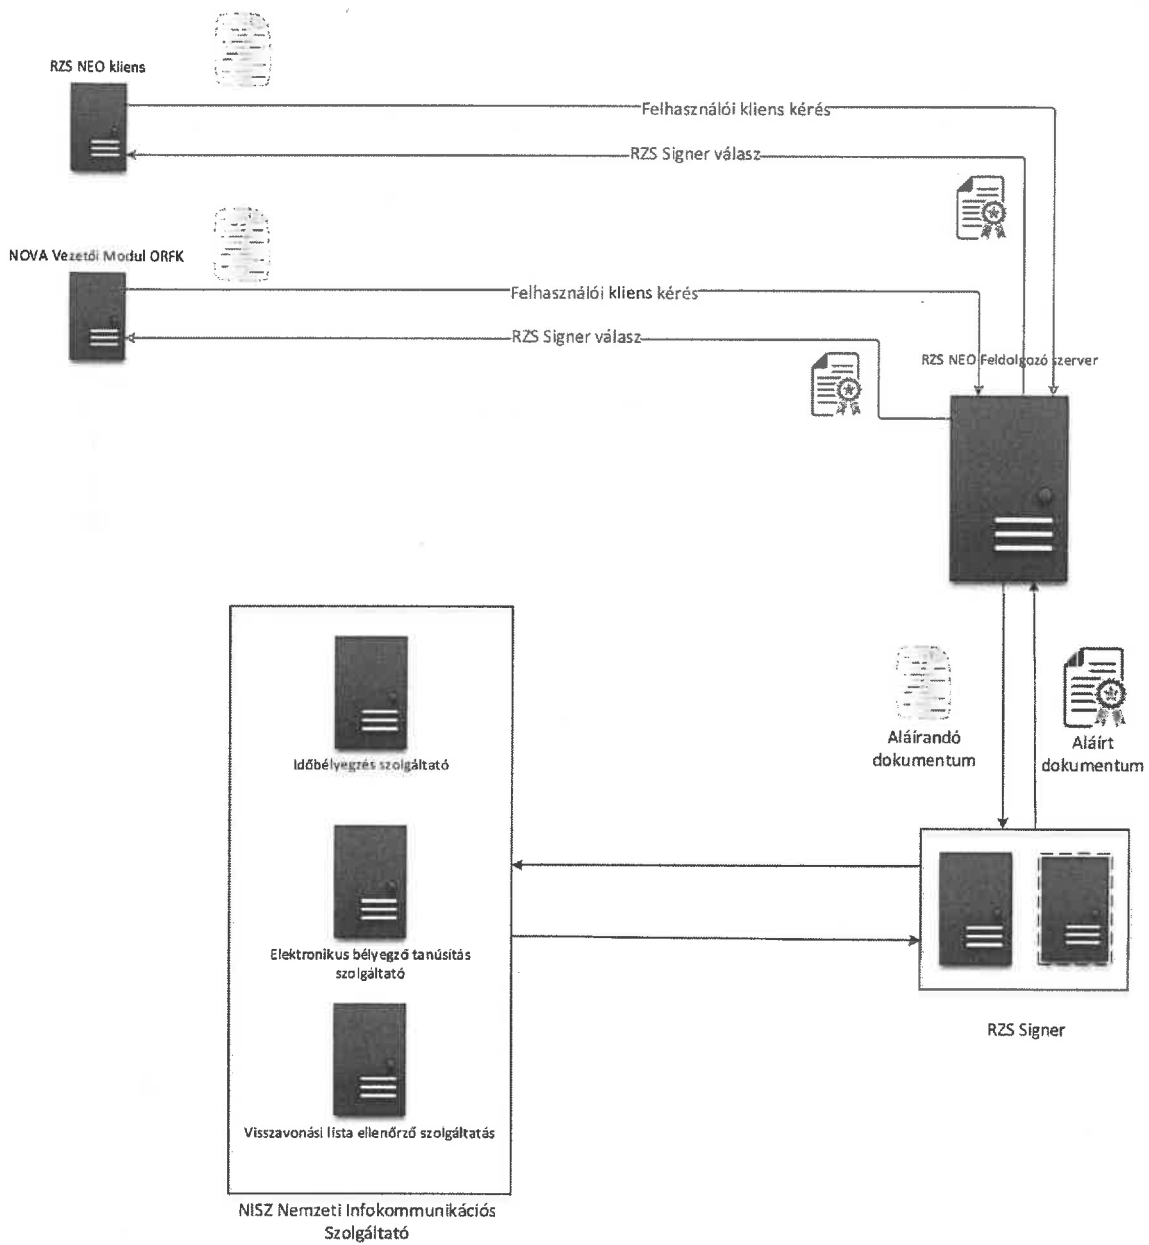 RZS NEO kliens
Felhasználói kliens kérés
RZS Signer válasz
NOVA Vezetői Modul ORFK
Felhasználói kliens kérés
RZS Signer válasz
RZS NEO Feldolgozó szerver
Aláírandó
dokumentum
Aláírt
dokumentum
Időbélyegzés szolgáltató
Elektronikus bélyegző tanúsítás
szolgáltató
Visszavonási lista ellenőrző szolgáltatás
RZS Signer
NISZ Nemzeti Infokommunikációs
Szolgáltató